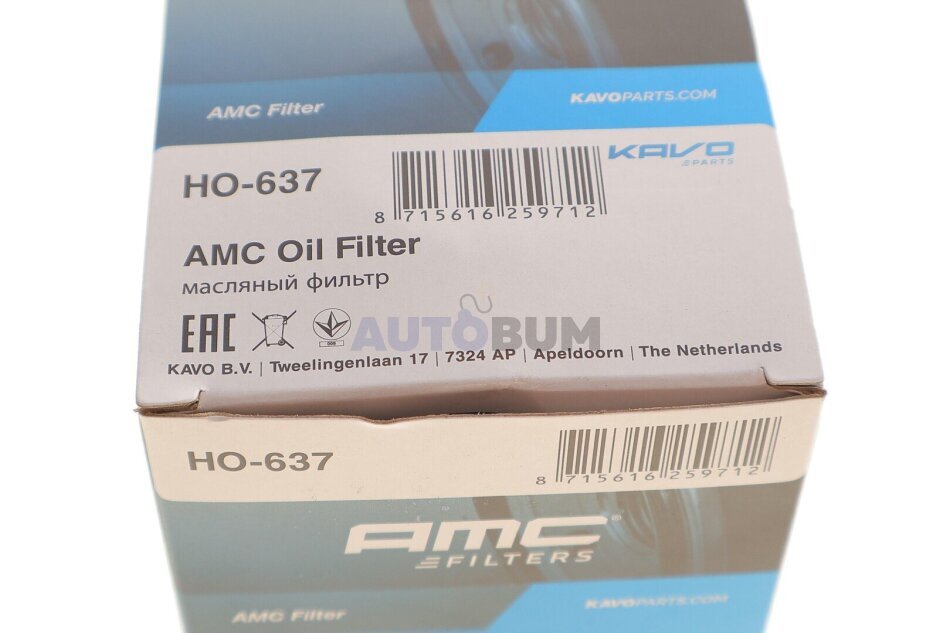 AMC Filter
KAVOPARTS.COM
KAVO
PARTS
HO-637
8 715616 259712
AMC Oil Filter
масляный фильтр
EAC
AUTOBUM
KAVO B.V. | Tweelingenlaan 17 | 7324 AP | Apeldoorn | The Netherlands
HO-637
8 715616 259712
AMC®
FILTERS
AMC Filter
KAVOPARTS.COM